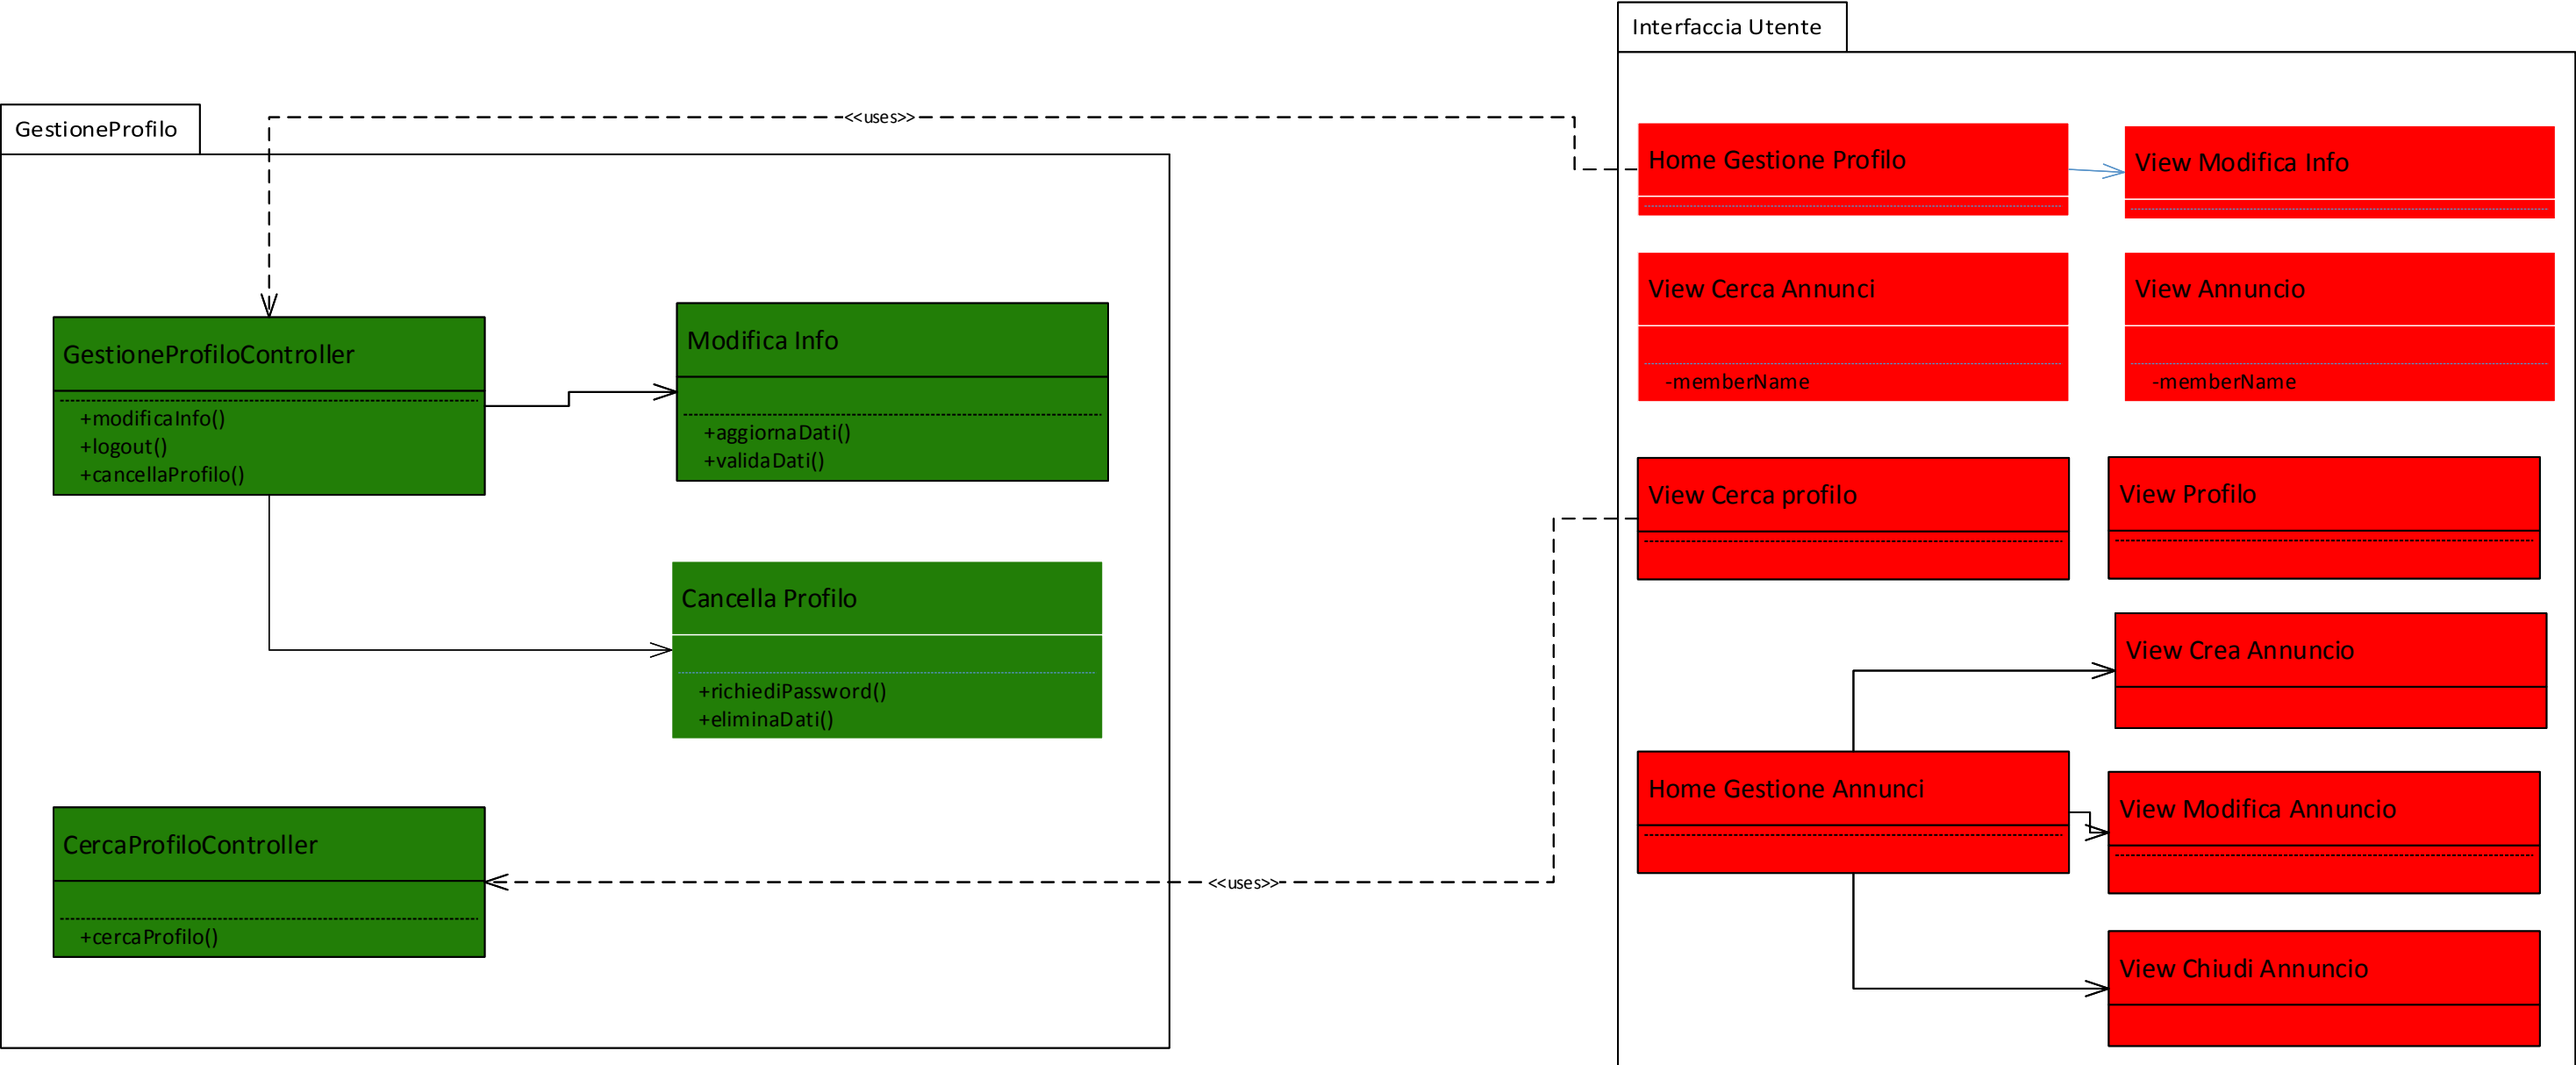 Interfaccia Utente
GestioneProfilo
<<uses>>
Home Gestione Profilo
View Modifica Info
View Cerca Annunci
-memberName
View Annuncio
-memberName
GestioneProfiloController
+modificaInfo()
+logout()
+cancellaProfilo()
Modifica Info
+aggiornaDati()
+validaDati()
View Cerca profilo
View Profilo
Cancella Profilo
+richiediPassword()
+eliminaDati()
View Crea Annuncio
Home Gestione Annunci
View Modifica Annuncio
CercaProfiloController
+cercaProfilo()
<<uses>>
View Chiudi Annuncio